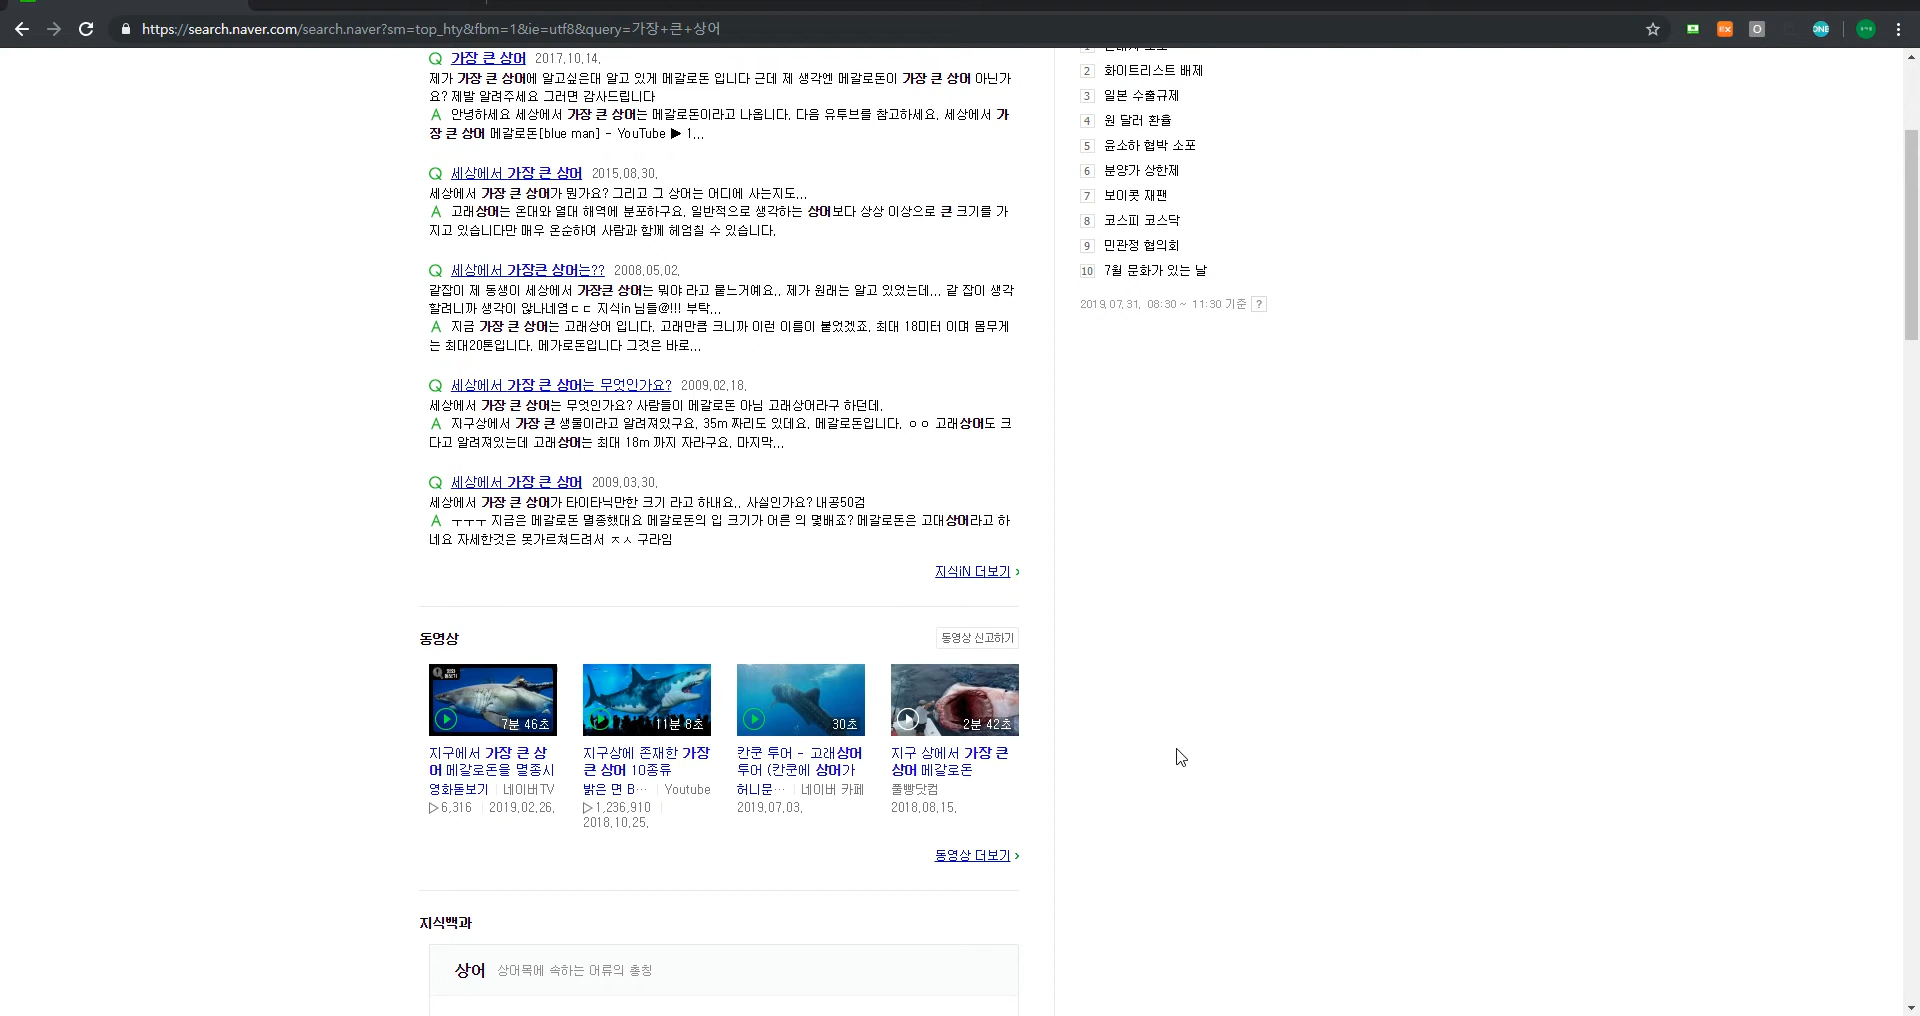 https://search.naver.com/search.naver?sm=top_hty&fbm=1&ie=utf8&query=가장+큰+상어
Q 가장 큰 상어 2017.10.14.
제가 가장 큰 상어에 알고싶은대 알고 있게 메갈로돈 입니다 근데 제 생각엔 메갈로돈이 가장 큰 상어 아닌가
요? 제발 알려주세요 그러면 감사드립니다
A 안녕하세요 세상에서 가장 큰 상어는 메갈로돈이라고 나옵니다. 다음 유투브를 참고하세요. 세상에서 가
장 큰 상어 메갈로돈[blue man] - YouTube ▶ 1...
Q 세상에서 가장 큰 상어 2015.08.30.
세상에서 가장 큰 상어가 뭔가요? 그리고 그 상어는 어디에 사는지도...
A 고래상어는 온대와 열대 해역에 분포하구요. 일반적으로 생각하는 상어보다 상상 이상으로 큰 크기를 가
지고 있습니다만 매우 온순하여 사람과 함께 헤엄칠 수 있습니다.
Q 세상에서 가장큰 상어는?? 2008.05.02.
같잡이 제 동생이 세상에서 가장큰 상어는 뭐야 라고 뭍느거예요.. 제가 원래는 알고 있었는데... 같 잡이 생각
할려니까 생각이 않나네염ㄷㄷ 지식in 님들@!!! 부탁...
A 지금 가장 큰 상어는 고래상어 입니다. 고래만큼 크니까 이런 이름이 붙었겠죠. 최대 18미터 이며 몸무게
는 최대20톤입니다. 메가로돈입니다 그것은 바로...
Q 세상에서 가장 큰 상어는 무엇인가요? 2009.02.18.
세상에서 가장 큰 상어는 무엇인가요? 사람들이 메갈로돈 아님 고래상어라구 하던데.
A 지구상에서 가장 큰 생물이라고 알려져있구요. 35m 짜리도 있데요. 메갈로돈입니다. ㅇㅇ 고래상어도 크
다고 알려져있는데 고래상어는 최대 18m 까지 자라구요. 마지막...
Q 세상에서 가장 큰 상어 2009.03.30.
세상에서 가장 큰 상어가 타이타닉만한 크기 라고 하내요.. 사실인가요? 내공50검
A ㅜㅜㅜ 지금은 메갈로돈 멸종했대요 메갈로돈의 입 크기가 어른 의 몇배죠? 메갈로돈은 고대상어라고 하
네요 자세한것은 못가르쳐드려서 ㅈㅅ 구라임
지식iN 더보기
동영상
동영상 신고하기
7분 46초
11분 8초
30초
2분 42초
지구에서 가장 큰 상
어 메갈로돈을 멸종시
영화돋보기 네이버TV
▷6,316 2019.02.26.
지구상에 존재한 가장
큰 상어 10종류
밝은 면 B… Youtube
▷1,236,910
2018.10.25.
칸쿤 투어 - 고래상어
투어 (칸쿤에 상어가
허니문… 네이버 카페
2019.07.03.
지구 상에서 가장 큰
상어 메갈로돈
풀빵닷컴
2018.08.15.
동영상 더보기
지식백과
상어 상어목에 속하는 어류의 총칭
2 화이트리스트 배제
3 일본 수출규제
4 원 달러 환율
5 윤소하 협박 소포
6 분양가 상한제
7 보이콧 재팬
8 코스피 코스닥
9 민관정 협의회
10 7월 문화가 있는 날
2019.07.31. 08:30 ~ 11:30 기준 ?